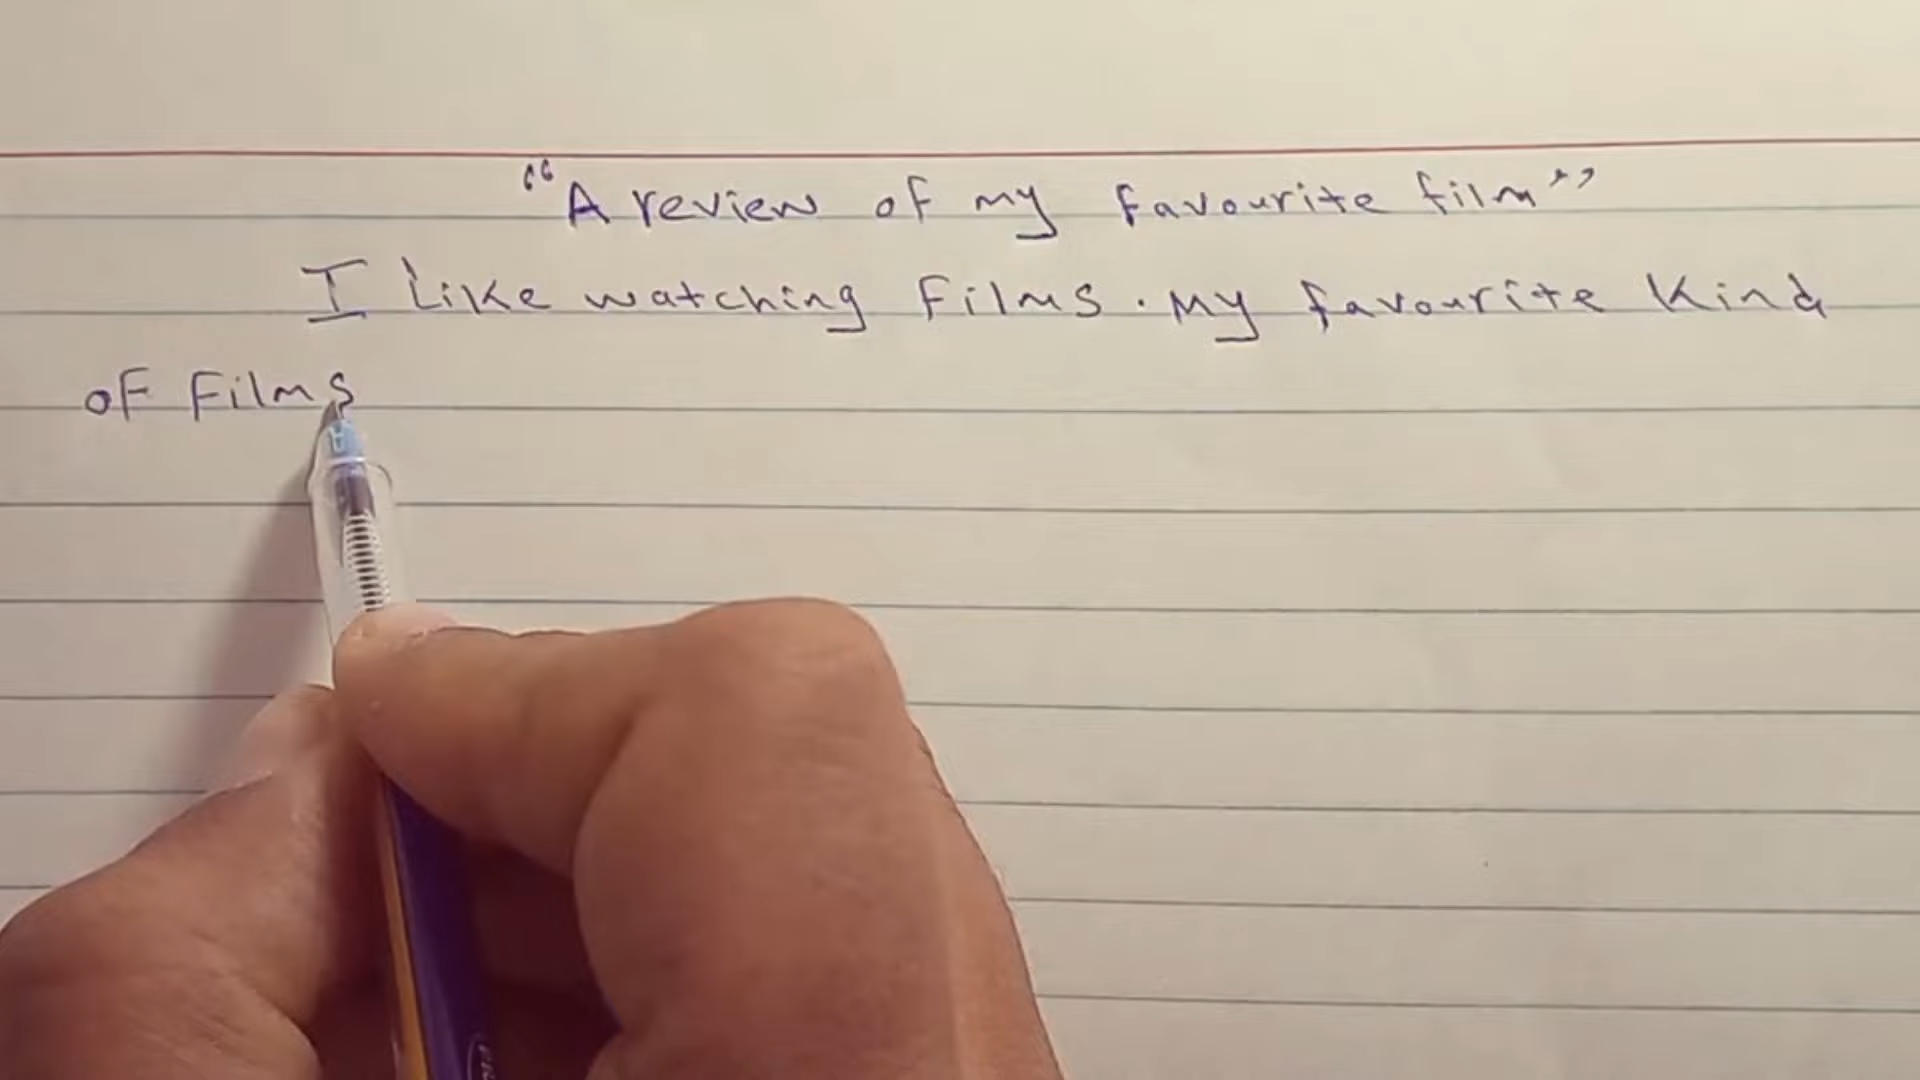 “A review of my favourite film”
I like watching films. My favourite kind
of films